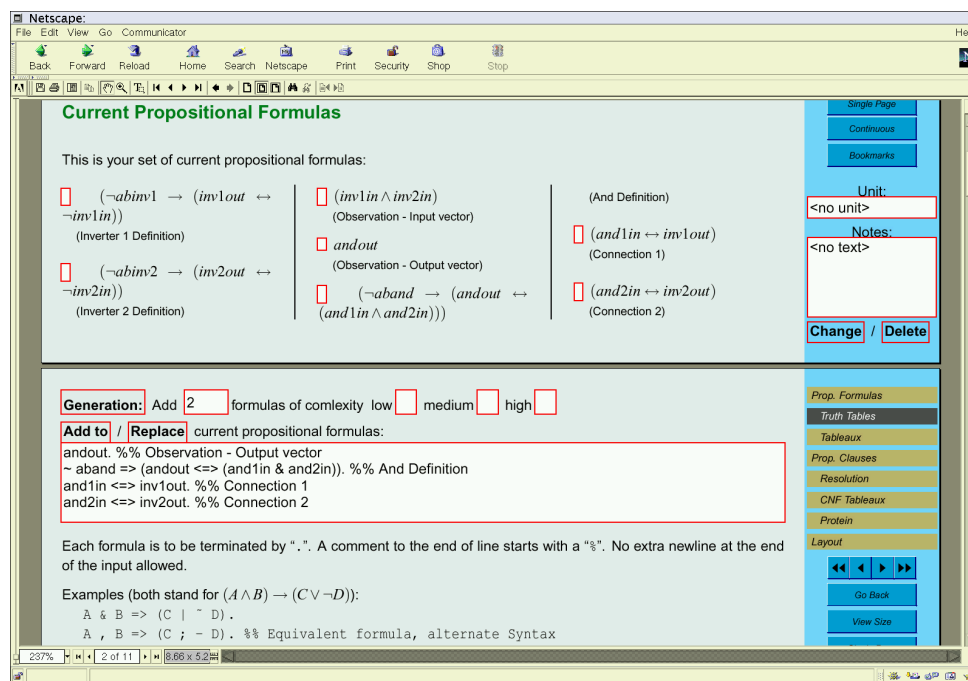 Netscape:
File Edit View Go Communicator He
Back Forward Reload Home Search Netscape Print Security Shop Stop
Current Propositional Formulas
This is your set of current propositional formulas:
(¬abinv1 → (inv1out ↔
¬inv1in))
(Inverter 1 Definition)
(¬abinv2 → (inv2out ↔
¬inv2in))
(Inverter 2 Definition)
(inv1in ∧ inv2in)
(Observation - Input vector)
andout
(Observation - Output vector)
(¬aband → (andout ↔
(and1in ∧ and2in)))
(And Definition)
(and1in ↔ inv1out)
(Connection 1)
(and2in ↔ inv2out)
(Connection 2)
Single Page
Continuous
Bookmarks
Unit:
<no unit>
Notes:
<no text>
Change / Delete
Generation: Add 2 formulas of comlexity low medium high
Add to / Replace current propositional formulas:
andout. %% Observation - Output vector
~ aband => (andout <=> (and1in & and2in)). %% And Definition
and1in <=> inv1out. %% Connection 1
and2in <=> inv2out. %% Connection 2
Each formula is to be terminated by “.”. A comment to the end of line starts with a “%”. No extra newline at the end
of the input allowed.
Examples (both stand for (A ∧ B) → (C ∨ ¬D)):
A & B => (C | ~ D).
A , B => (C ; - D). %% Equivalent formula, alternate Syntax
Prop. Formulas
Truth Tables
Tableaux
Prop. Clauses
Resolution
CNF Tableaux
Protein
Layout
Go Back
View Size
237% 2 of 11 8.66 x 5.2